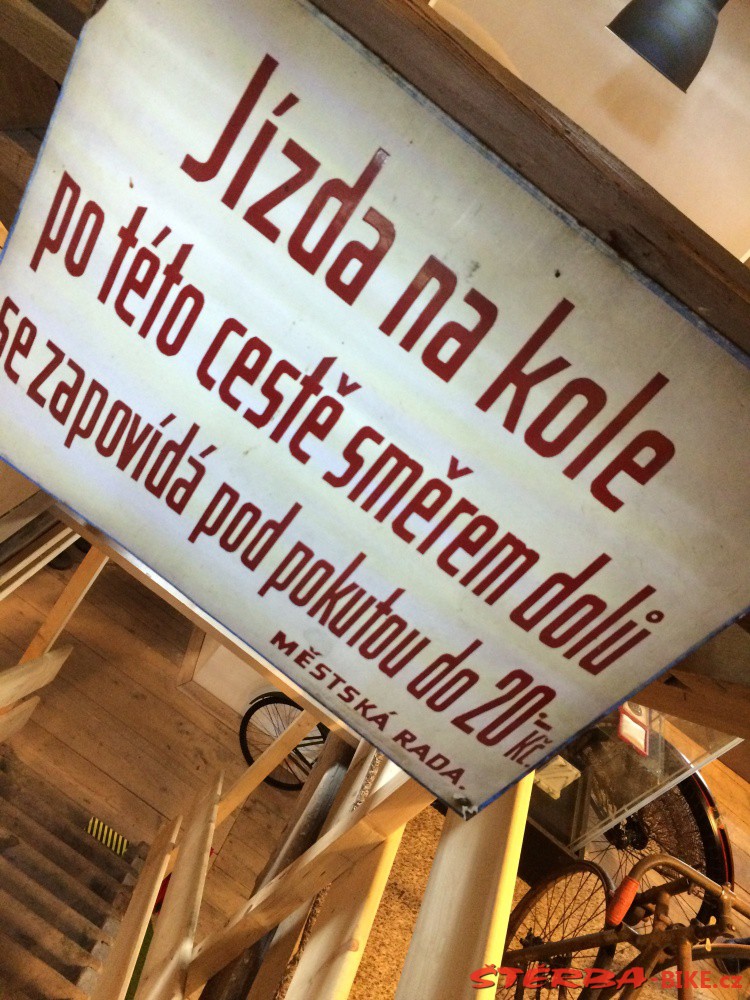 Jízda na kole
po této cestě směrem dolů
se zapovídá pod pokutou do 20,- Kč.
MĚSTSKÁ RADA.
STERBA-BIKE.cz